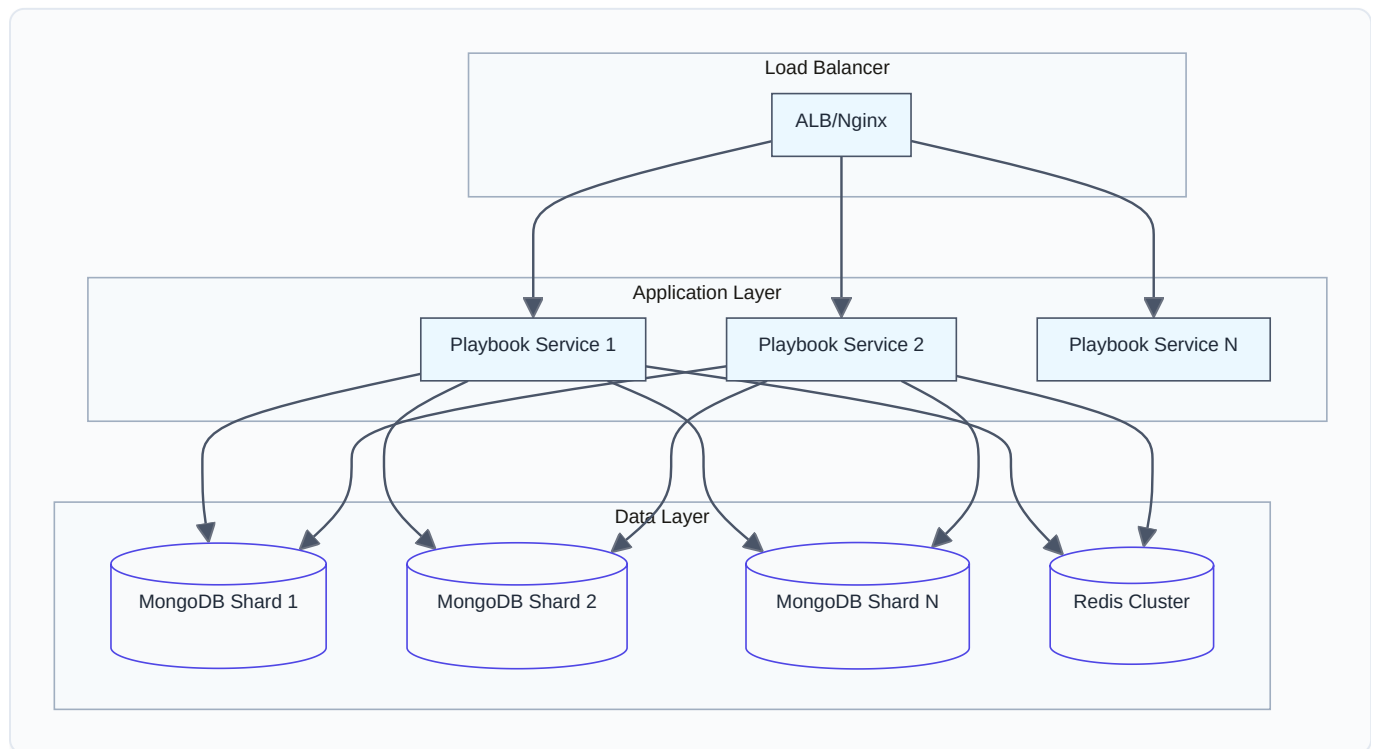 Load Balancer
ALB/Nginx
Application Layer
Playbook Service 1
Playbook Service 2
Playbook Service N
Data Layer
MongoDB Shard 1
MongoDB Shard 2
MongoDB Shard N
Redis Cluster